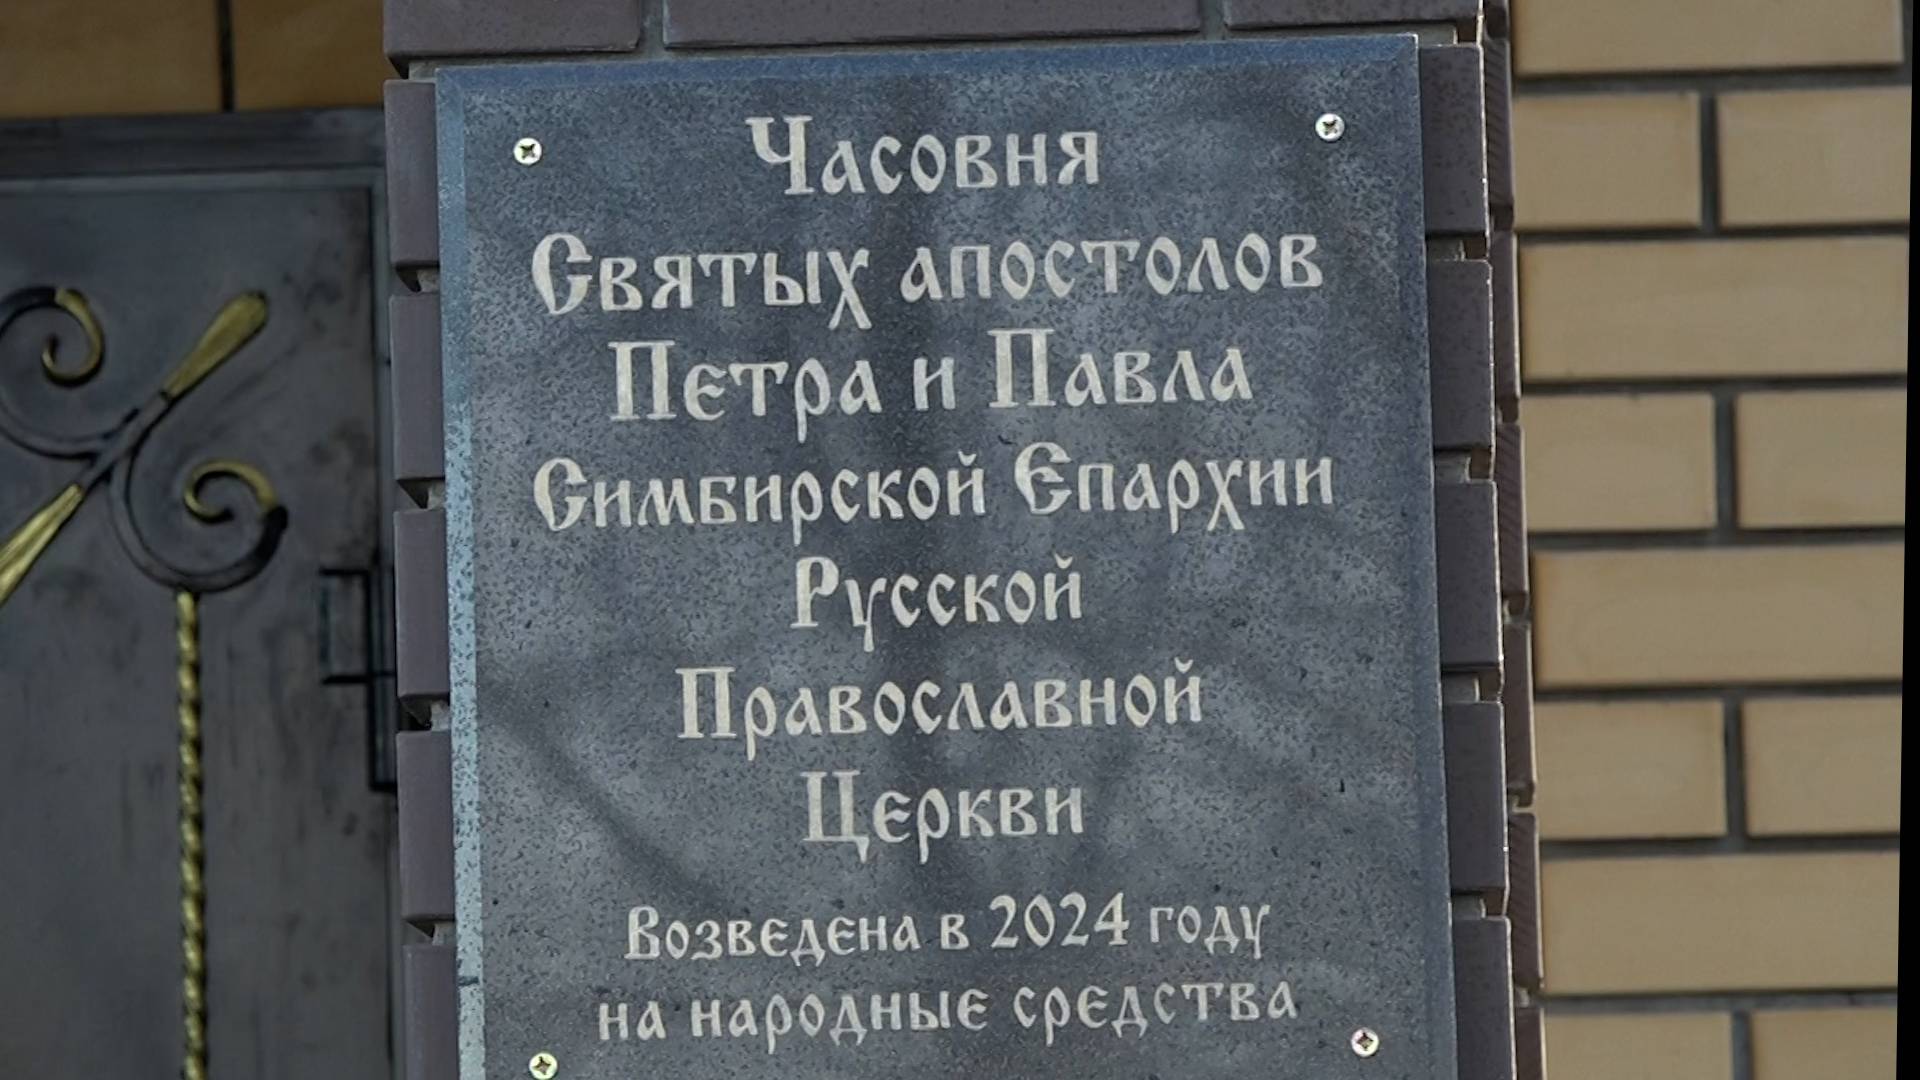 Часовня
Святых апостолов
Петра и Павла
Симбирской Епархии
Русской
Православной
Церкви
Возведена в 2024 году
на народные средства